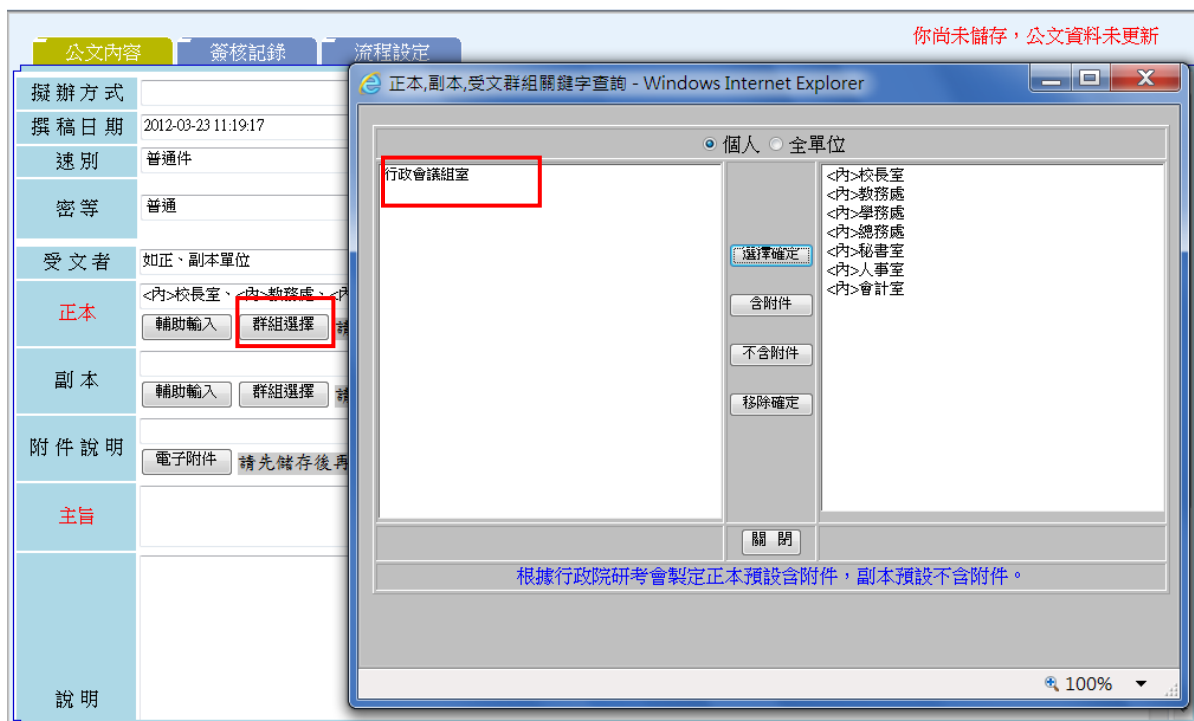 你尚未儲存，公文資料未更新
公文內容 簽核記錄 流程設定
擬辦方式
撰稿日期 2012-03-23 11:19:17
速別 普通件
密等 普通
受文者 如正、副本單位
正本 <內>校長室、<內>教務處、<內
輔助輸入 群組選擇
副本
輔助輸入 群組選擇
附件說明
電子附件 請先儲存後再
主旨
說明
正本,副本,受文群組關鍵字查詢 - Windows Internet Explorer
個人 全單位
行政會議組室
選擇確定
含附件
不含附件
移除確定
<內>校長室
<內>教務處
<內>學務處
<內>總務處
<內>秘書室
<內>人事室
<內>會計室
關 閉
根據行政院研考會製定正本預設含附件，副本預設不含附件。
100%